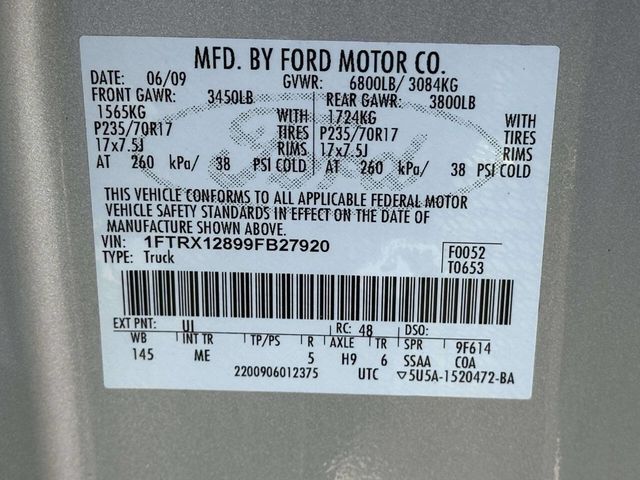 MFD. BY FORD MOTOR CO.
DATE: 06/09 GVWR: 6800LB/ 3084KG
FRONT GAWR: 3450LB REAR GAWR: 3800LB
1565KG WITH 1724KG WITH
P235/70R17 TIRES P235/70R17 TIRES
17x7.5J RIMS 17x7.5J RIMS
AT 260 kPa/ 38 PSI COLD AT 260 kPa/ 38 PSI COLD
Ford
THIS VEHICLE CONFORMS TO ALL APPLICABLE FEDERAL MOTOR
VEHICLE SAFETY STANDARDS IN EFFECT ON THE DATE OF
MANUFACTURE SHOWN ABOVE.
VIN: 1FTRX12899FB27920 F0052
TYPE: Truck T0653
EXT PNT: UI RC: 48 DSO:
WB INT TR TP/PS R AXLE TR SPR 9F614
145 ME 5 H9 6 SSAA COA
2200906012375 UTC ▽5U5A-1520472-BA